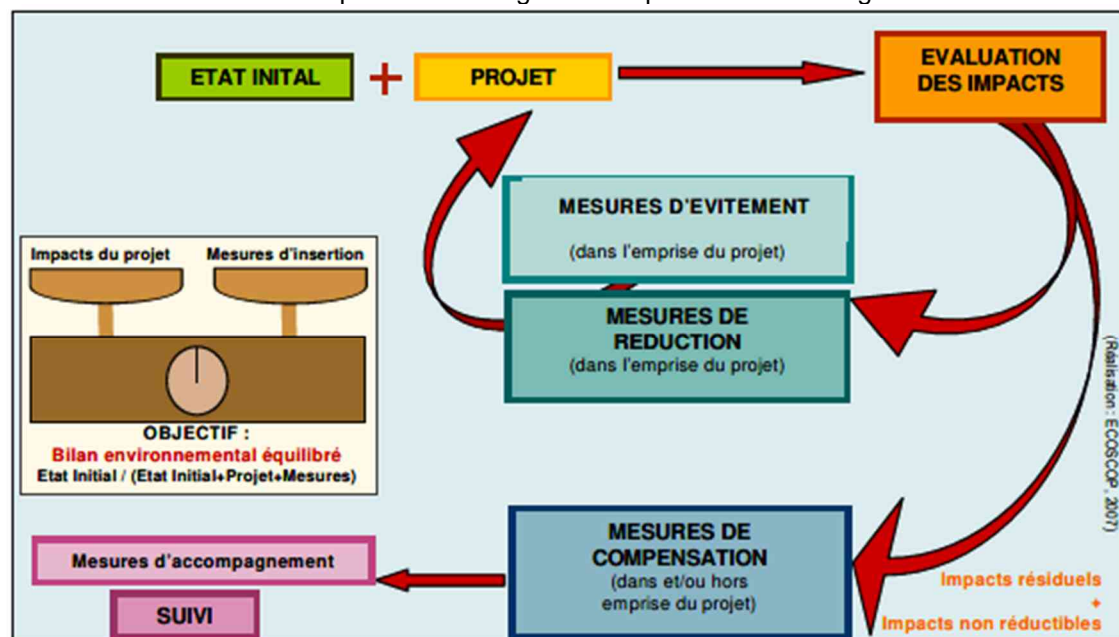 ETAT INITAL
+
PROJET
EVALUATION
DES IMPACTS
MESURES D'EVITEMENT
(dans l'emprise du projet)
MESURES DE
REDUCTION
(dans l'emprise du projet)
Impacts du projet
Mesures d'insertion
OBJECTIF :
Bilan environnemental équilibré
Etat Initial / (Etat Initial+Projet+Mesures)
(Réalisation : ECOSCOP, 2007)
MESURES DE
COMPENSATION
(dans et/ou hors
emprise du projet)
Mesures d'accompagnement
SUIVI
Impacts résiduels
+
Impacts non réductibles